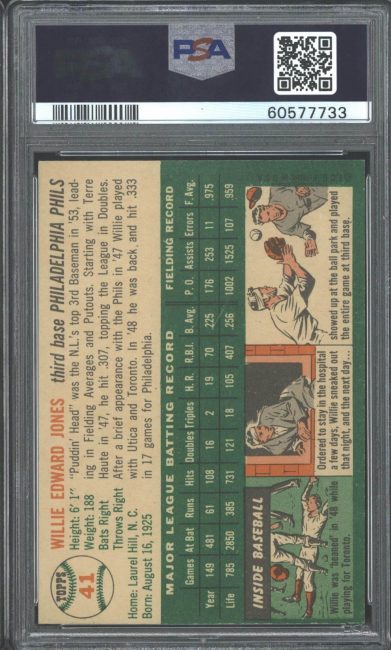 PSA
60577733
TOPPS
41
WILLIE EDWARD JONES third base PHILADELPHIA PHILS
Height: 6' 1" "Puddin' Head" was the N.L.'s top 3rd Baseman in '53, lead-
Weight: 188 ing in Fielding Averages and Putouts. Starting with Terre
Bats Right Haute in '47, he hit .307, topping the League in Doubles.
Throws Right After a brief appearance with the Phils in '47 Willie played
Home: Laurel Hill, N. C. with Utica and Toronto. In '48 he was back, and hit .333
Born: August 16, 1925 in 17 games for Philadelphia.
MAJOR LEAGUE BATTING RECORD FIELDING RECORD
Games At Bat Runs Hits Doubles Triples H. R. R.B.I. B. Avg. P. O. Assists Errors F. Avg.
Year 149 481 61 108 16 2 19 70 .225 176 253 11 .975
Life 785 2850 385 731 121 18 105 407 .256 1002 1525 107 .959
INSIDE BASEBALL
Willie was 'beaned' in '48 while
playing for Toronto.
Ordered to stay in the hospital
a few days, Willie sneaked out
that night, and the next day...
showed up at the ball park and played
the entire game at third base.